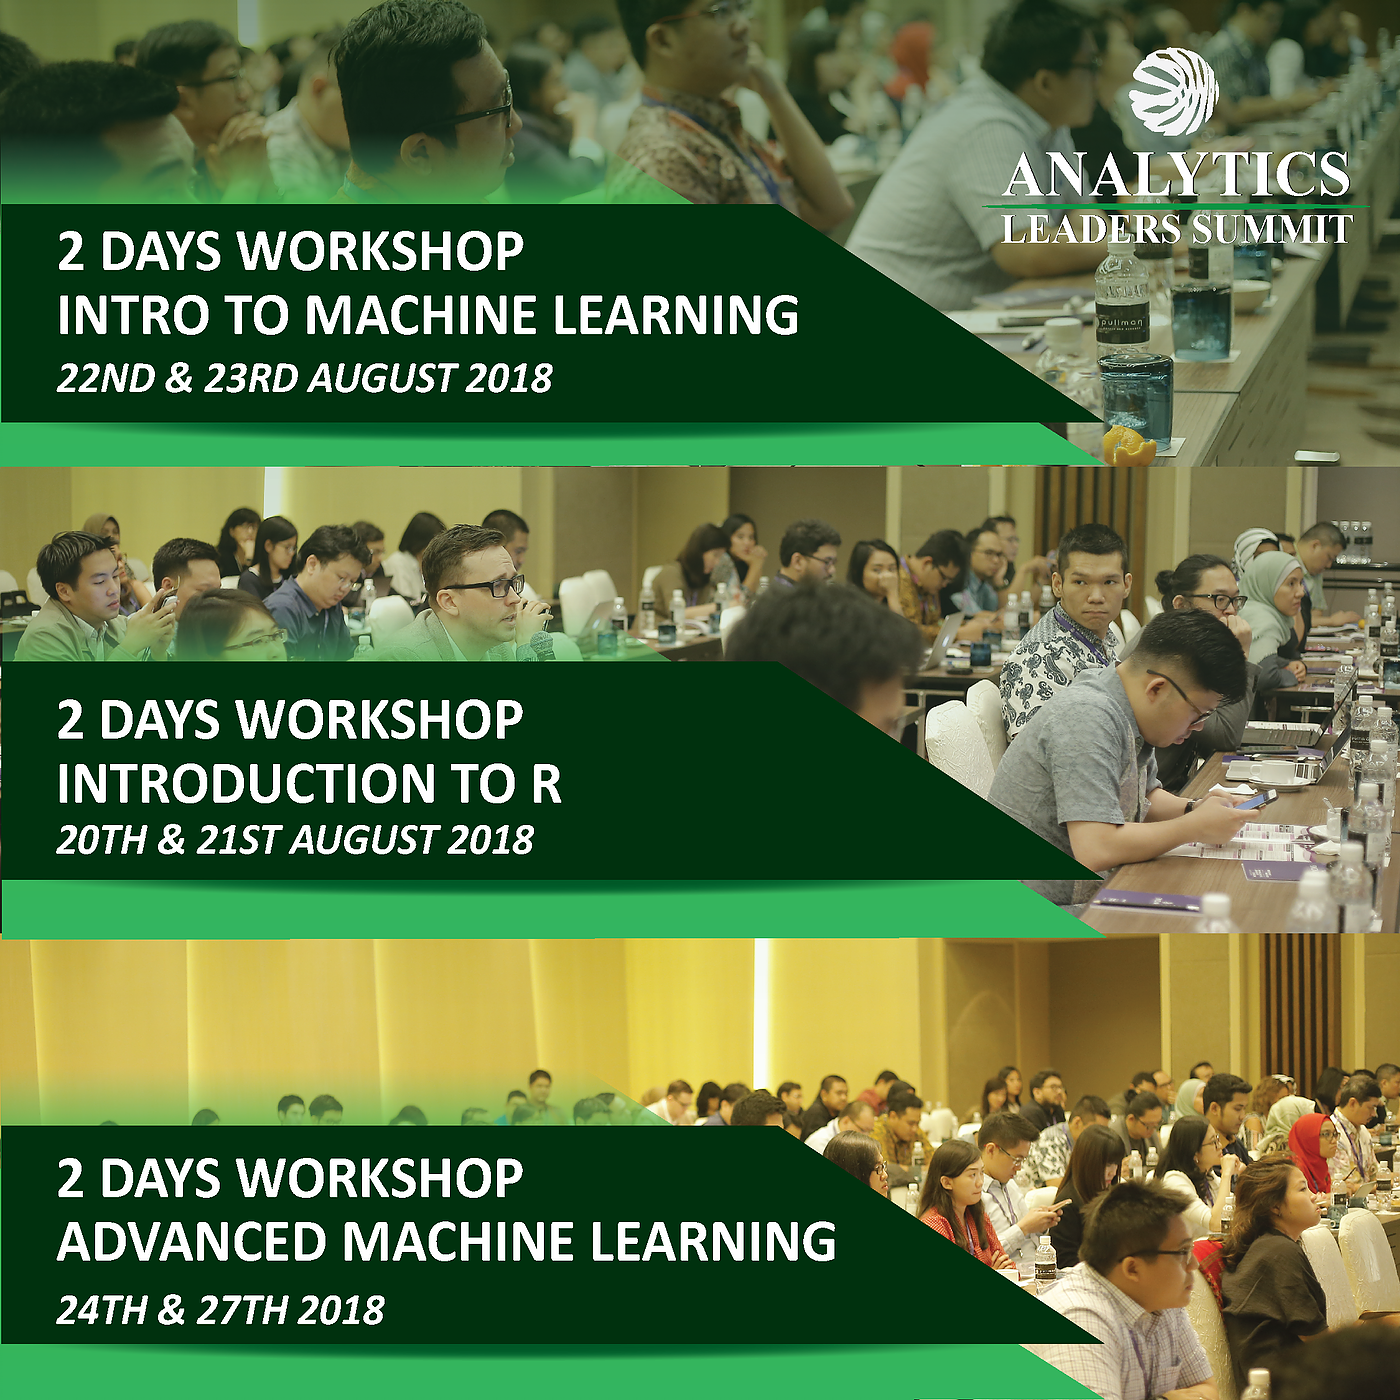 ANALYTICS
LEADERS SUMMIT
2 DAYS WORKSHOP
INTRO TO MACHINE LEARNING
22ND & 23RD AUGUST 2018
pullman
2 DAYS WORKSHOP
INTRODUCTION TO R
20TH & 21ST AUGUST 2018
2 DAYS WORKSHOP
ADVANCED MACHINE LEARNING
24TH & 27TH 2018